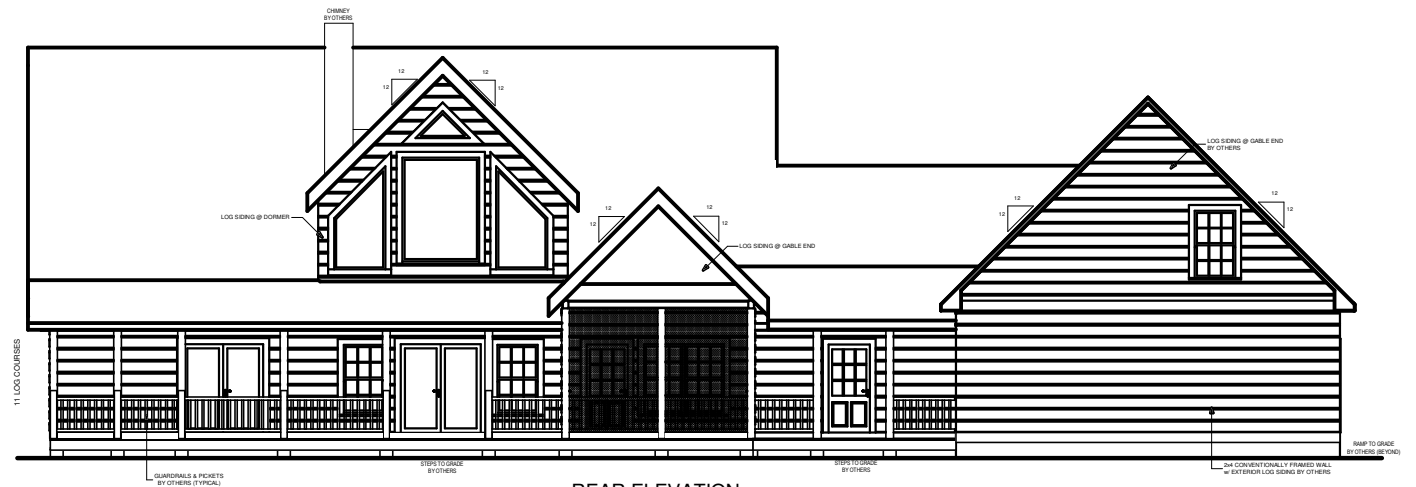 CHIMNEY
BY OTHERS
12
12
12
12
LOG SIDING @ GABLE END
BY OTHERS
12
12
12
12
LOG SIDING @ DORMER
12
12
12
12
LOG SIDING @ GABLE END
11 LOG COURSES
GUARDRAILS & PICKETS
BY OTHERS (TYPICAL)
STEPS TO GRADE
BY OTHERS
STEPS TO GRADE
BY OTHERS
RAMP TO GRADE
BY OTHERS (BEYOND)
2x4 CONVENTIONALLY FRAMED WALL
w/ EXTERIOR LOG SIDING BY OTHERS
REAR ELEVATION